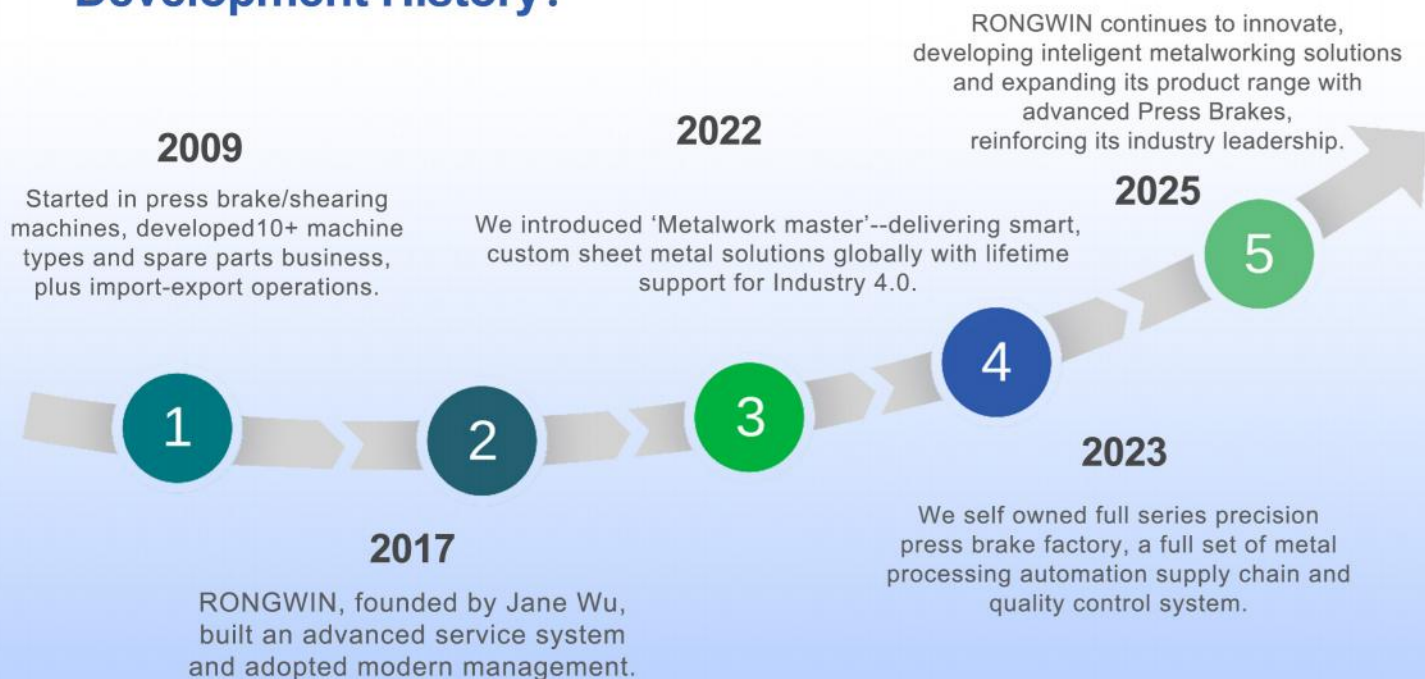 Development History?
2009
Started in press brake/shearing
machines, developed10+ machine
types and spare parts business,
plus import-export operations.
1
2
2017
RONGWIN, founded by Jane Wu,
built an advanced service system
and adopted modern management.
2022
We introduced ‘Metalwork master’--delivering smart,
custom sheet metal solutions globally with lifetime
support for Industry 4.0.
3
4
2023
We self owned full series precision
press brake factory, a full set of metal
processing automation supply chain and
quality control system.
RONGWIN continues to innovate,
developing inteligent metalworking solutions
and expanding its product range with
advanced Press Brakes,
reinforcing its industry leadership.
2025
5